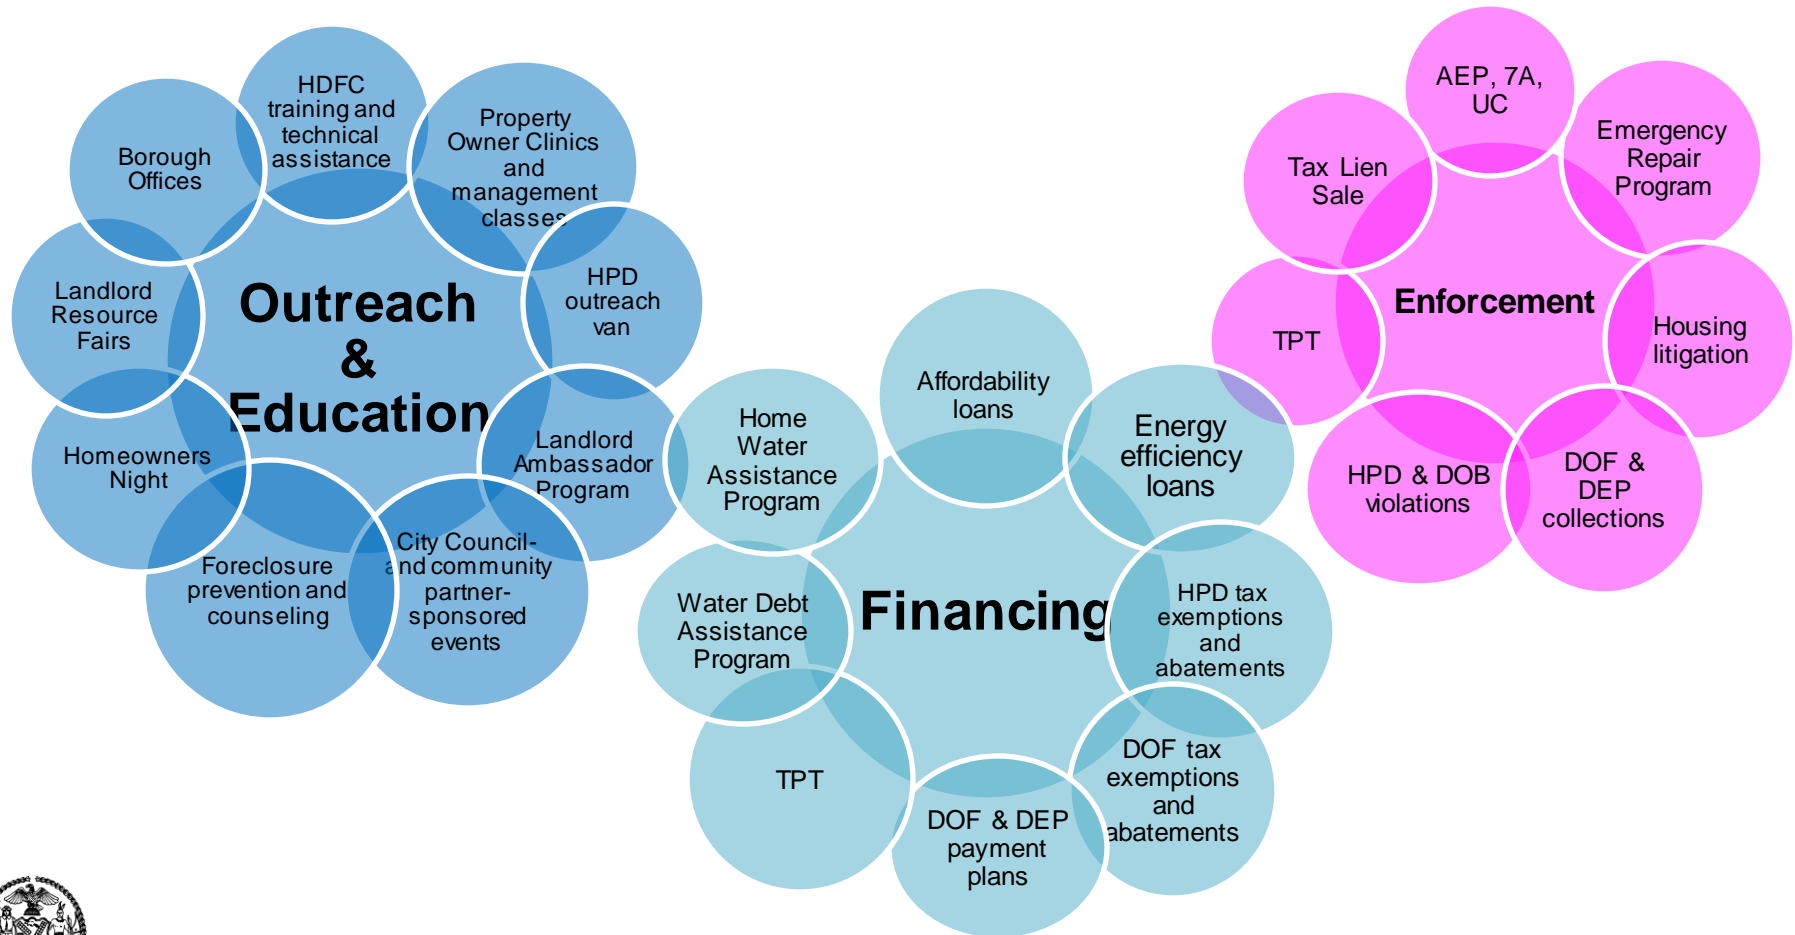 Outreach
&
Education
HDFC
training and
technical
assistance
Property
Owner Clinics
and
management
classes
HPD
outreach
van
Landlord
Ambassador
Program
City Council-
and community
partner-
sponsored
events
Foreclosure
prevention and
counseling
Homeowners
Night
Landlord
Resource
Fairs
Borough
Offices
Financing
Affordability
loans
Energy
efficiency
loans
HPD tax
exemptions
and
abatements
DOF tax
exemptions
and
abatements
DOF & DEP
payment
plans
TPT
Water Debt
Assistance
Program
Home
Water
Assistance
Program
Enforcement
AEP, 7A,
UC
Emergency
Repair
Program
Housing
litigation
DOF &
DEP
collections
HPD & DOB
violations
TPT
Tax Lien
Sale